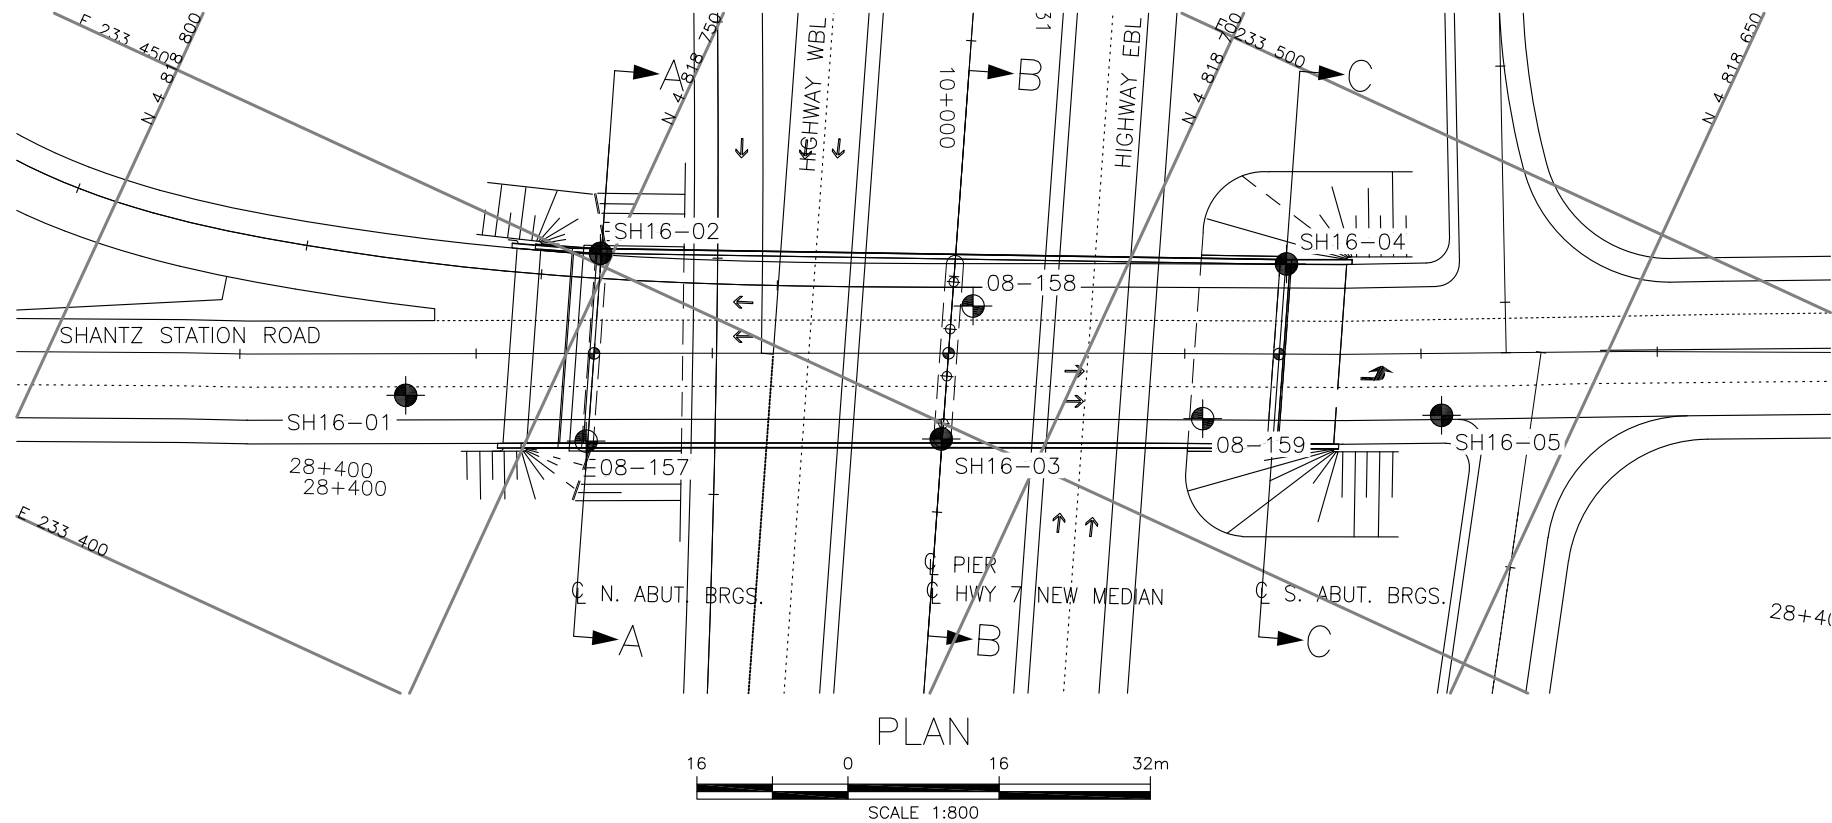 E 233 450
N 4 818 800
N 4 818 750
HIGHWAY WBL
31
HIGHWAY EBL
N 4 818 700
E 233 500
N 4 818 650
A
B
C
10+000
SH16-02
SH16-04
08-158
SHANTZ STATION ROAD
SH16-01
08-157
SH16-03
08-159
SH16-05
28+400
28+400
E 233 400
℄ PIER
℄ N. ABUT. BRGS.
℄ HWY 7 NEW MEDIAN
℄ S. ABUT. BRGS.
28+40
A
B
C
PLAN
16 0 16 32m
SCALE 1:800